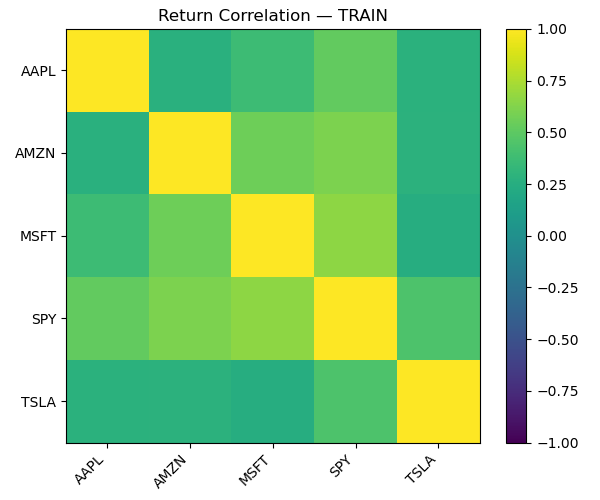 Return Correlation — TRAIN
AAPL
AMZN
MSFT
SPY
TSLA
AAPL
AMZN
MSFT
SPY
TSLA
1.00
0.75
0.50
0.25
0.00
−0.25
−0.50
−0.75
−1.00